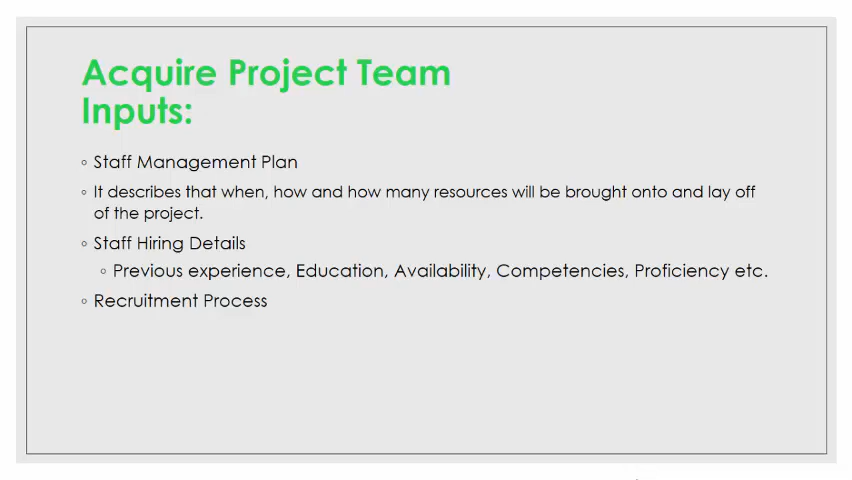 Acquire Project Team
Inputs:
Staff Management Plan
It describes that when, how and how many resources will be brought onto and lay off
of the project.
Staff Hiring Details
Previous experience, Education, Availability, Competencies, Proficiency etc.
Recruitment Process